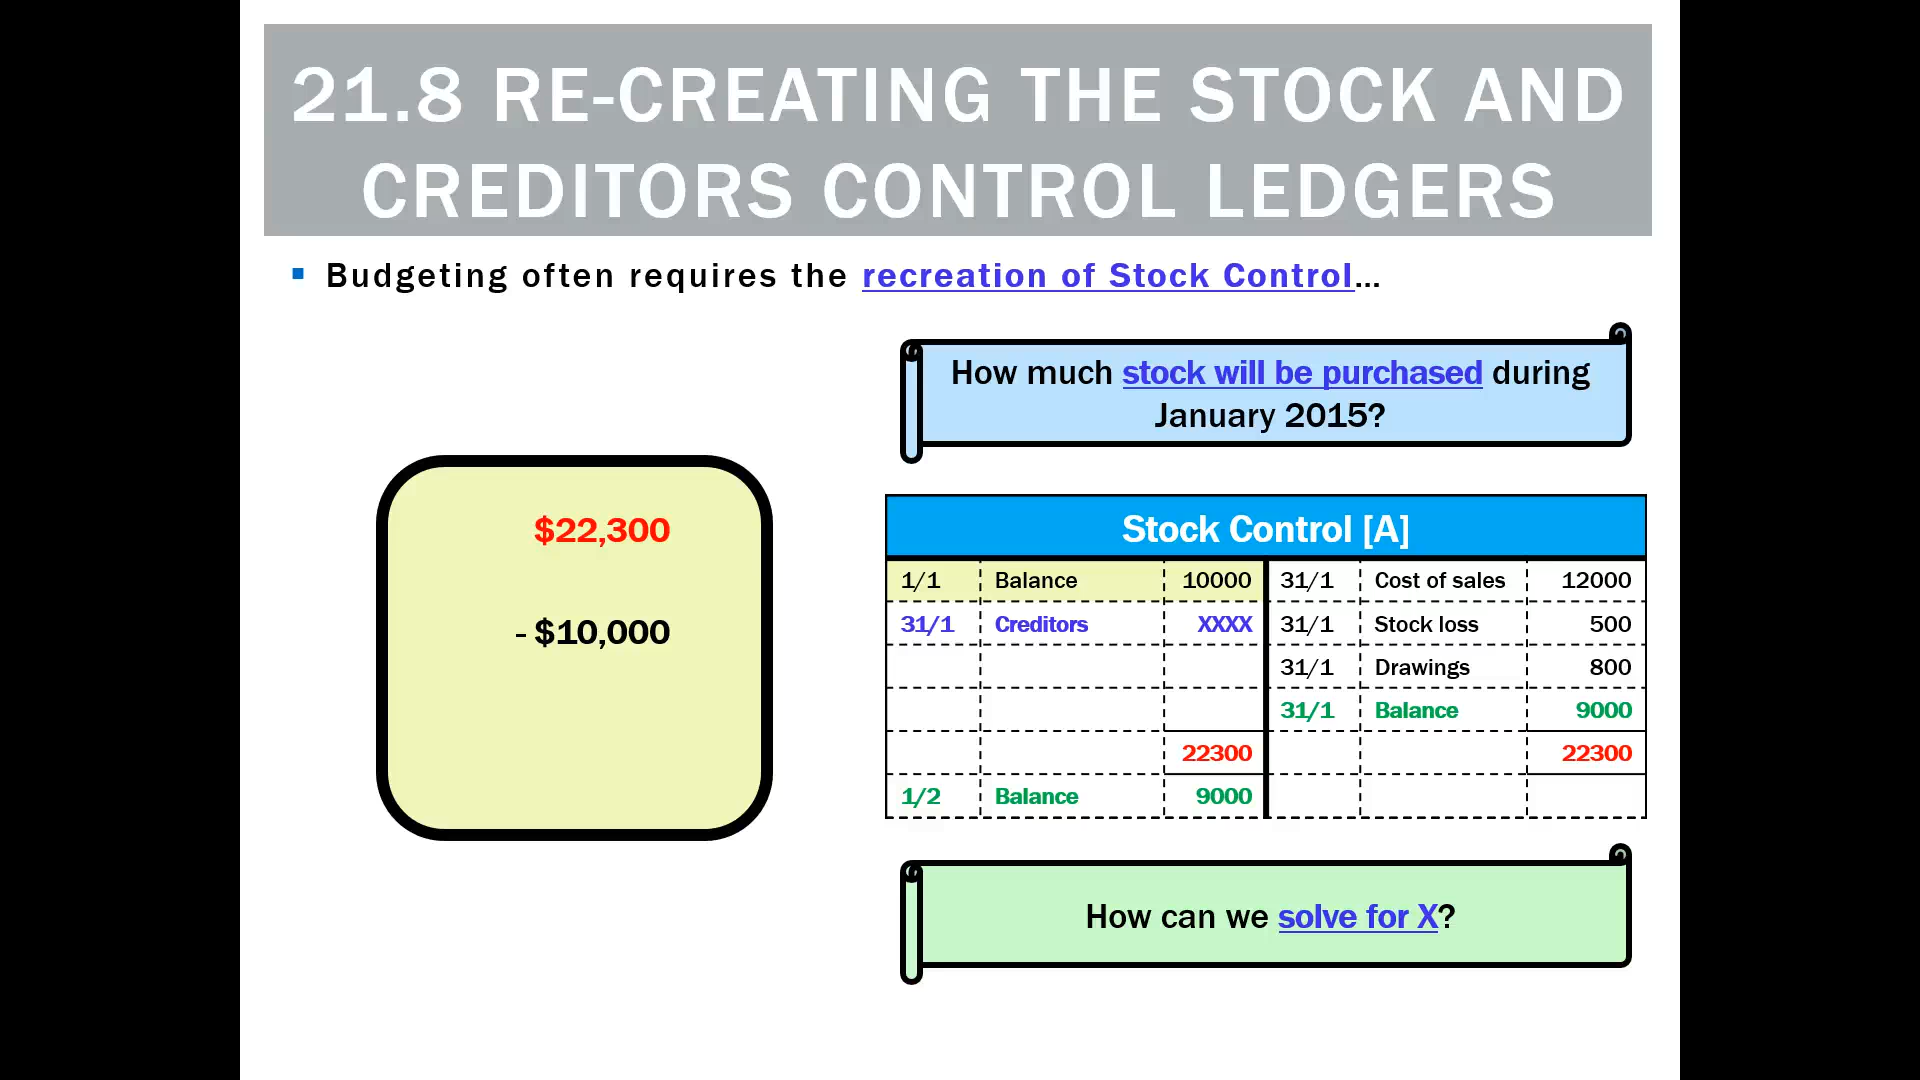 21.8 RE-CREATING THE STOCK AND
CREDITORS CONTROL LEDGERS
▪ Budgeting often requires the recreation of Stock Control...
How much stock will be purchased during
January 2015?
$22,300
- $10,000
Stock Control [A]
1/1 Balance 10000 31/1 Cost of sales 12000
31/1 Creditors XXXX 31/1 Stock loss 500
31/1 Drawings 800
31/1 Balance 9000
22300 22300
1/2 Balance 9000
How can we solve for X?